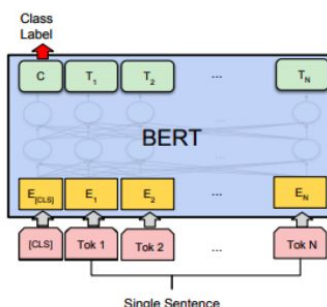 Class
Label
C T1 T2 ... TN
BERT
E[CLS] E1 E2 ... EN
[CLS] Tok 1 Tok 2 ... Tok N
Single Sentence